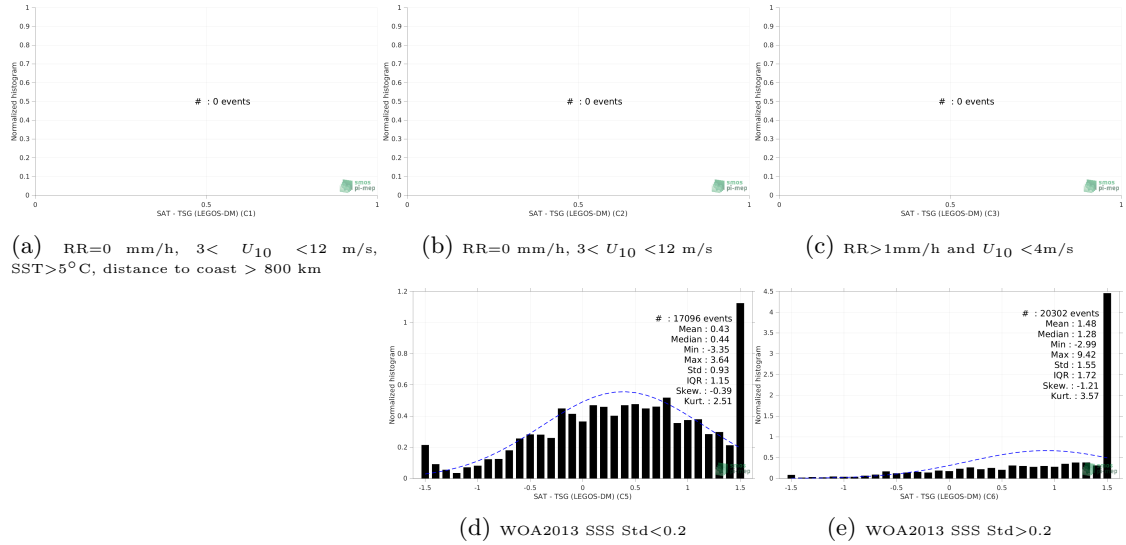 1
0.9
0.8
0.7
0.6
0.5
0.4
0.3
0.2
0.1
0
Normalized histogram
# : 0 events
smos
pi-mep
0 0.5 1
SAT - TSG (LEGOS-DM) (C1)
(a) RR=0 mm/h, 3< U10 <12 m/s,
SST>5°C, distance to coast > 800 km
1
0.9
0.8
0.7
0.6
0.5
0.4
0.3
0.2
0.1
0
Normalized histogram
# : 0 events
smos
pi-mep
0 0.5 1
SAT - TSG (LEGOS-DM) (C2)
(b) RR=0 mm/h, 3< U10 <12 m/s
1
0.9
0.8
0.7
0.6
0.5
0.4
0.3
0.2
0.1
0
Normalized histogram
# : 0 events
smos
pi-mep
0 0.5 1
SAT - TSG (LEGOS-DM) (C3)
(c) RR>1mm/h and U10 <4m/s
1.2
1
0.8
0.6
0.4
0.2
0
Normalized histogram
# : 17096 events
Mean : 0.43
Median : 0.44
Min : -3.35
Max : 3.64
Std : 0.93
IQR : 1.15
Skew. : -0.39
Kurt. : 2.51
smos
pi-mep
-1.5 -1 -0.5 0 0.5 1 1.5
SAT - TSG (LEGOS-DM) (C5)
(d) WOA2013 SSS Std<0.2
4.5
4
3.5
3
2.5
2
1.5
1
0.5
0
Normalized histogram
# : 20302 events
Mean : 1.48
Median : 1.28
Min : -2.99
Max : 9.42
Std : 1.55
IQR : 1.72
Skew. : -1.21
Kurt. : 3.57
smos
pi-mep
-1.5 -1 -0.5 0 0.5 1 1.5
SAT - TSG (LEGOS-DM) (C6)
(e) WOA2013 SSS Std>0.2